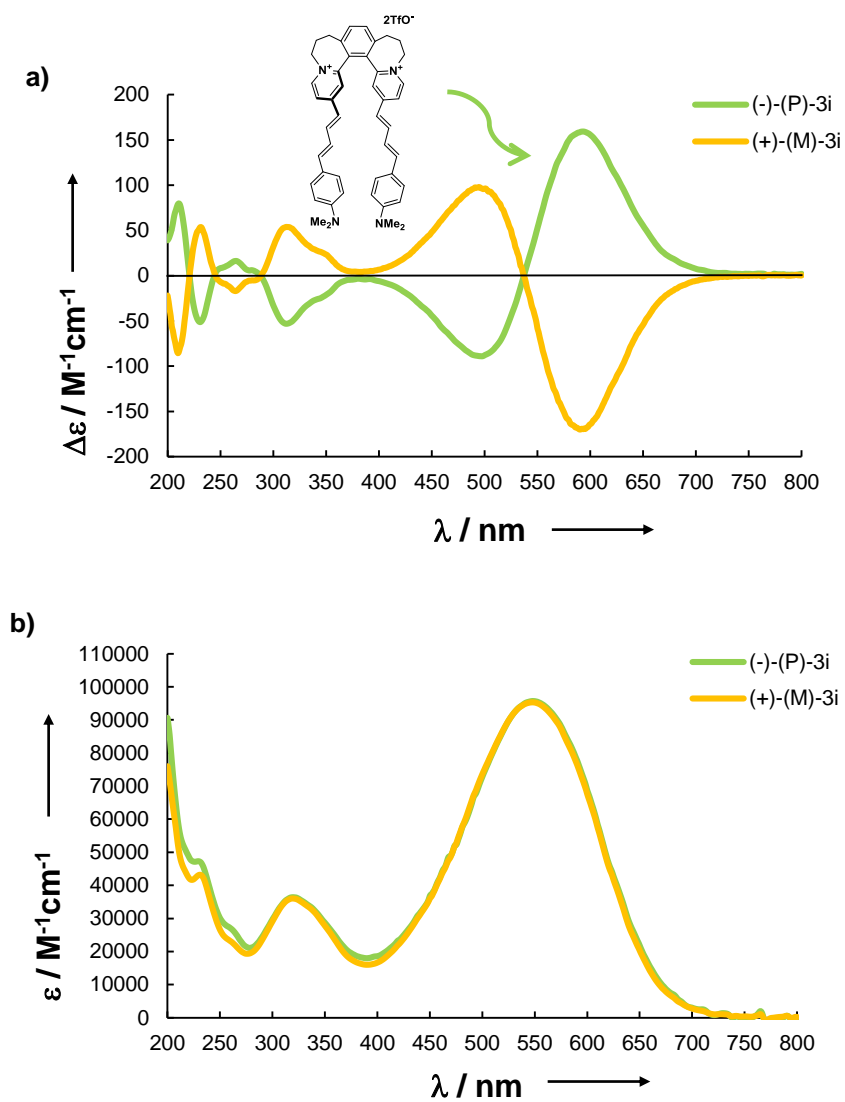 2TfO-
a)
N+
N+
Me2N
NMe2
(-)-(P)-3i
(+)-(M)-3i
200
150
100
50
0
-50
-100
-150
-200
Δε / M-1cm-1
200 250 300 350 400 450 500 550 600 650 700 750 800
λ / nm
b)
(-)-(P)-3i
(+)-(M)-3i
110000
100000
90000
80000
70000
60000
50000
40000
30000
20000
10000
0
ε / M-1cm-1
200 250 300 350 400 450 500 550 600 650 700 750 800
λ / nm